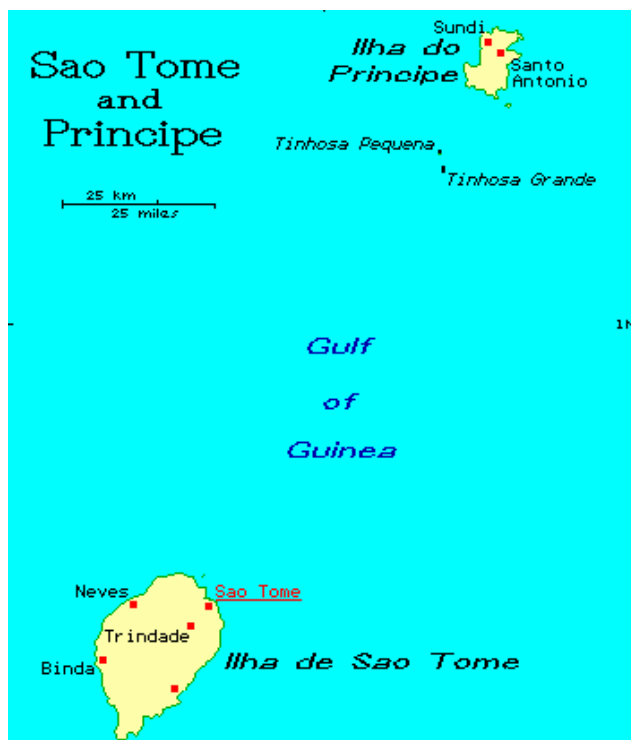 Sao Tome
and
Principe
25 km
25 miles
Sundi
Ilha do
Principe
Santo
Antonio
Tinhosa Pequena
Tinhosa Grande
1N
Gulf
of
Guinea
Neves
Sao Tome
Trindade
Binda
Ilha de Sao Tome